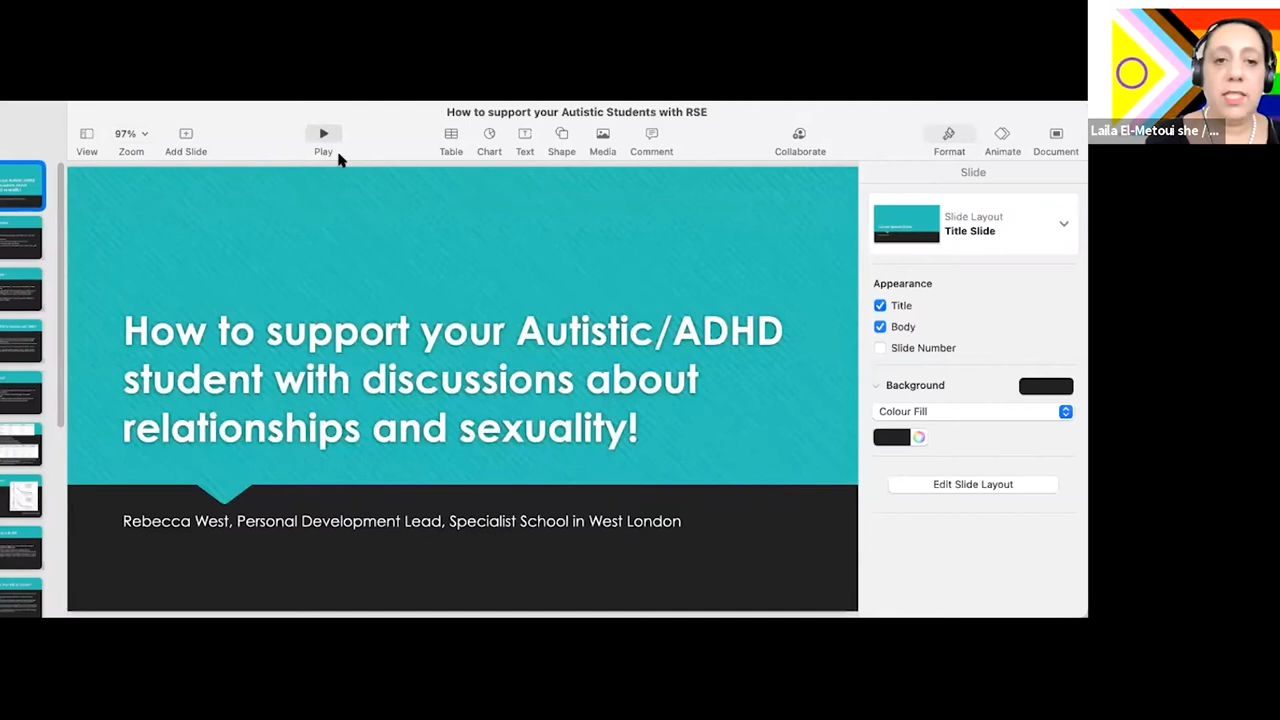 How to support your Autistic Students with RSE
97%
View
Zoom
Add Slide
Play
Table
Chart
Text
Shape
Media
Comment
Collaborate
Format
Animate
Document
Slide
Slide Layout
Title Slide
Appearance
Title
Body
Slide Number
Background
Colour Fill
Edit Slide Layout
How to support your Autistic/ADHD
student with discussions about
relationships and sexuality!
Rebecca West, Personal Development Lead, Specialist School in West London
Laila El-Metoui she / ...